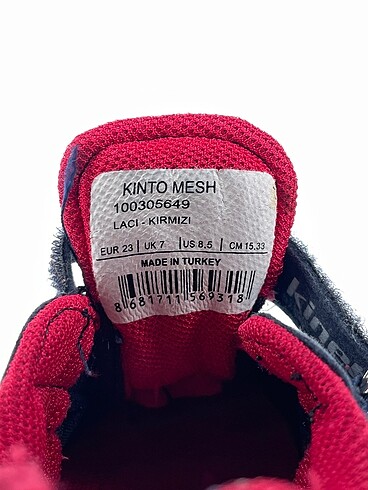 KINTO MESH
100305649
LACI - KIRMIZI
EUR 23 | UK 7 | US 8,5 | CM 15.33
MADE IN TURKEY
8 681711 569318